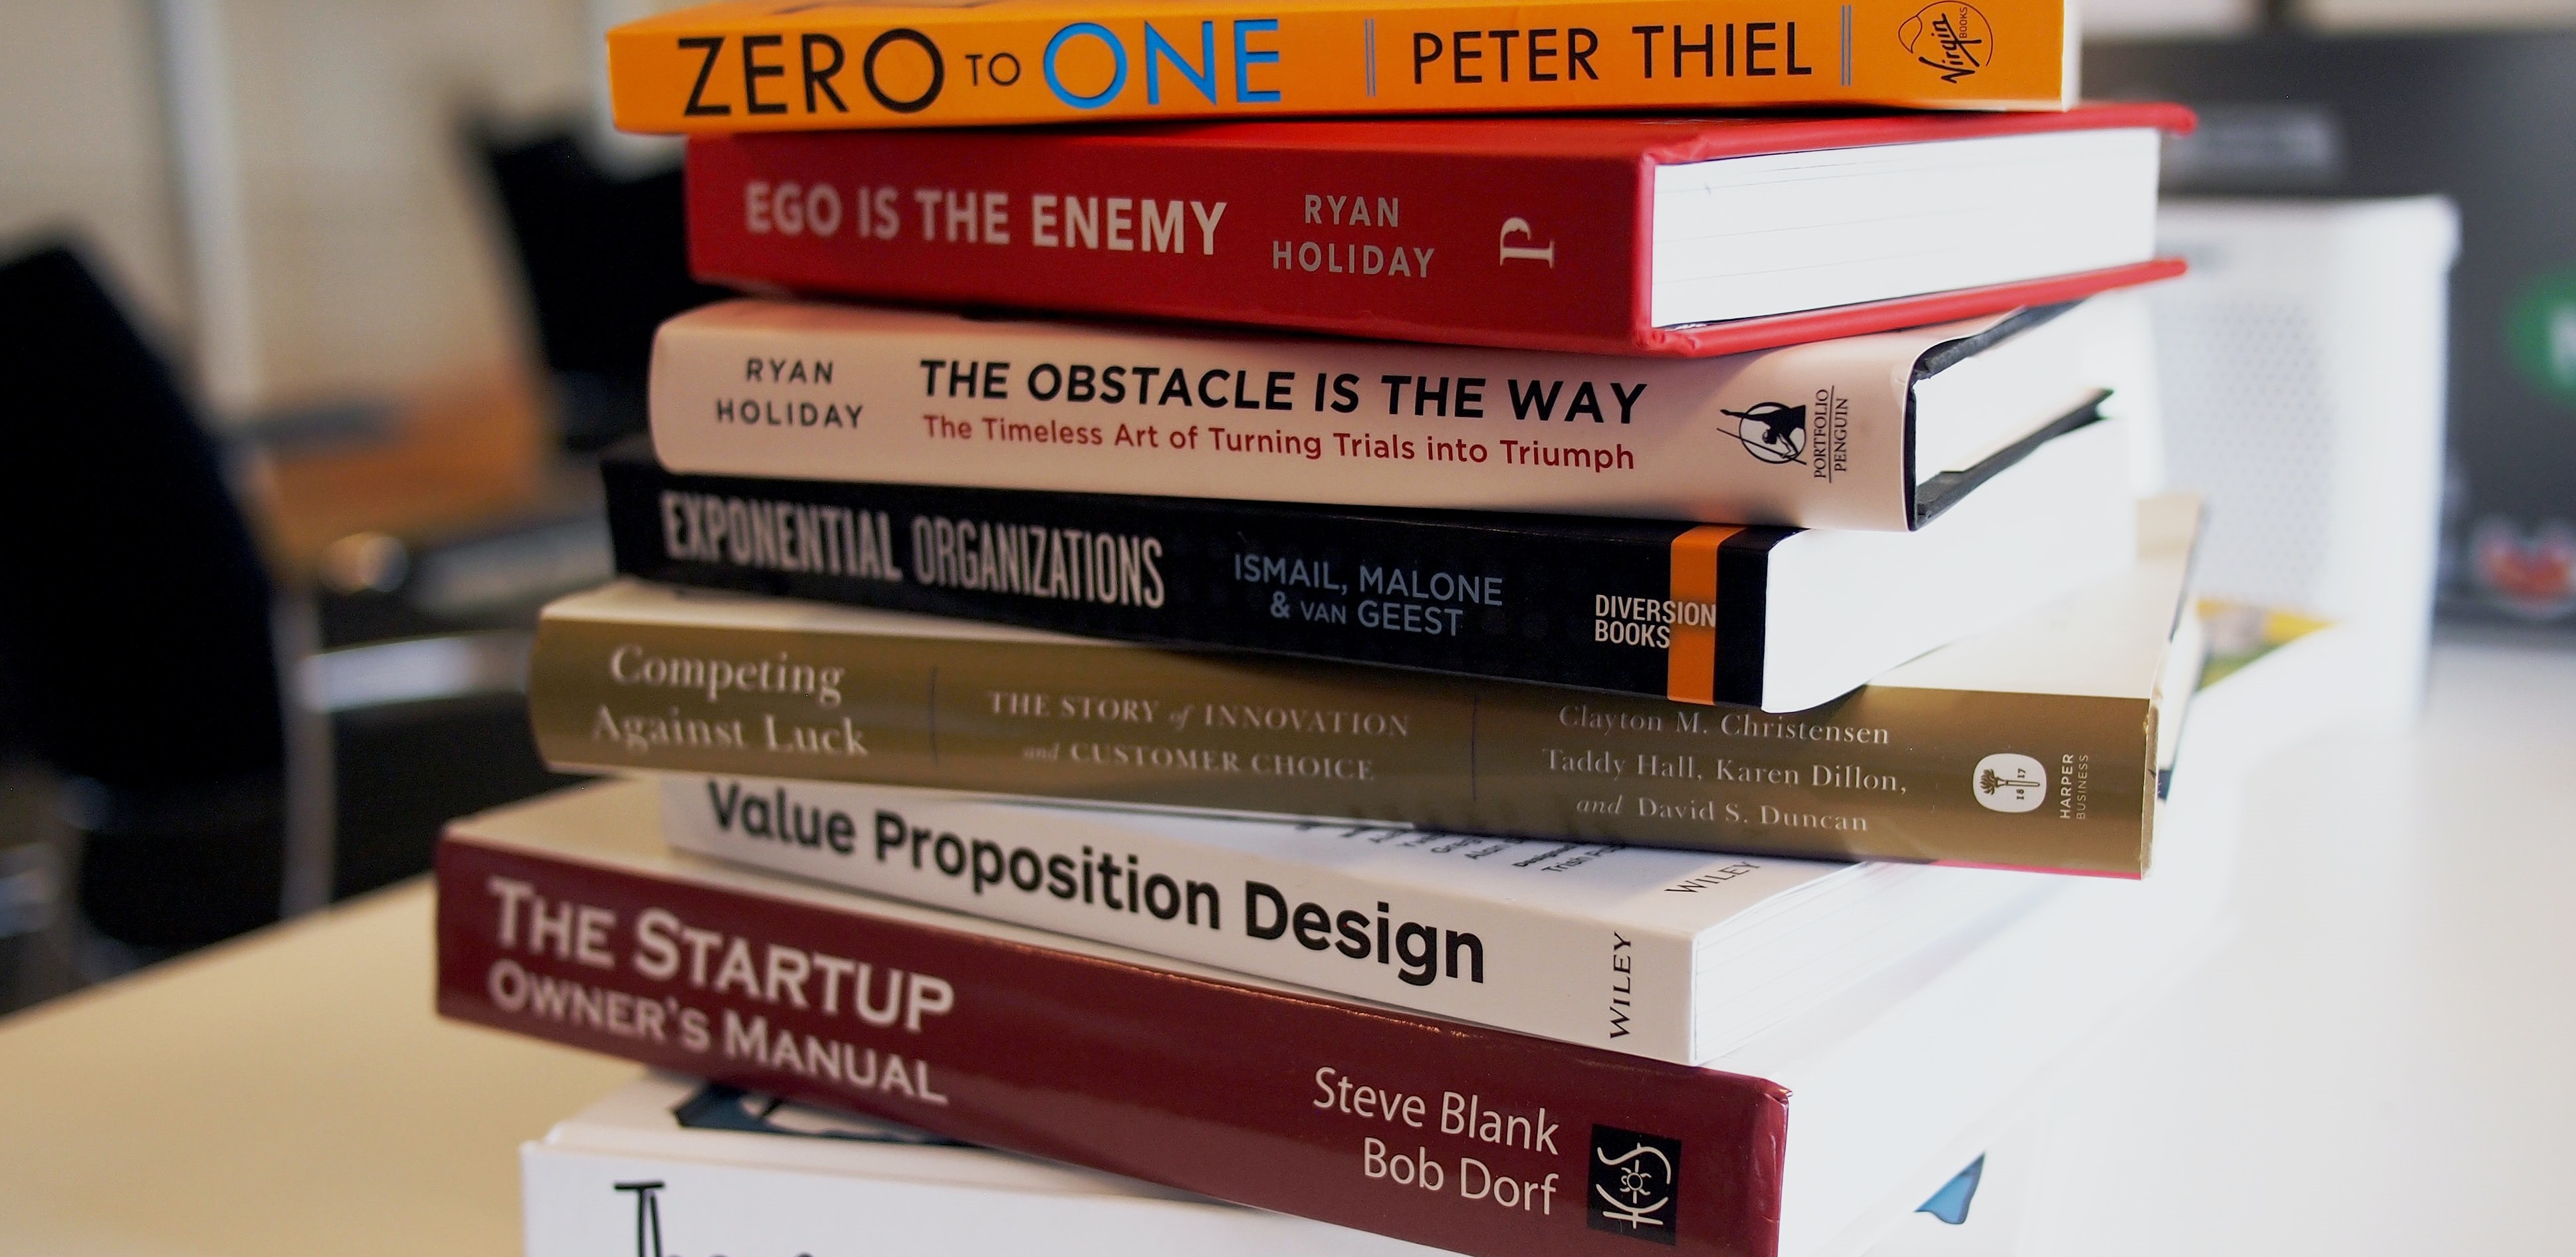 ZERO TO ONE PETER THIEL Virgin BOOKS
EGO IS THE ENEMY
RYAN
HOLIDAY
P
RYAN
HOLIDAY
THE OBSTACLE IS THE WAY
The Timeless Art of Turning Trials into Triumph
PORTFOLIO
PENGUIN
EXPONENTIAL ORGANIZATIONS
ISMAIL, MALONE
& VAN GEEST
DIVERSION
BOOKS
Competing
Against Luck
THE STORY of INNOVATION
and CUSTOMER CHOICE
Clayton M. Christensen
Taddy Hall, Karen Dillon,
and David S. Duncan
18 17
HARPER
BUSINESS
WILEY
Value Proposition Design
WILEY
THE STARTUP
OWNER'S MANUAL
Steve Blank
Bob Dorf